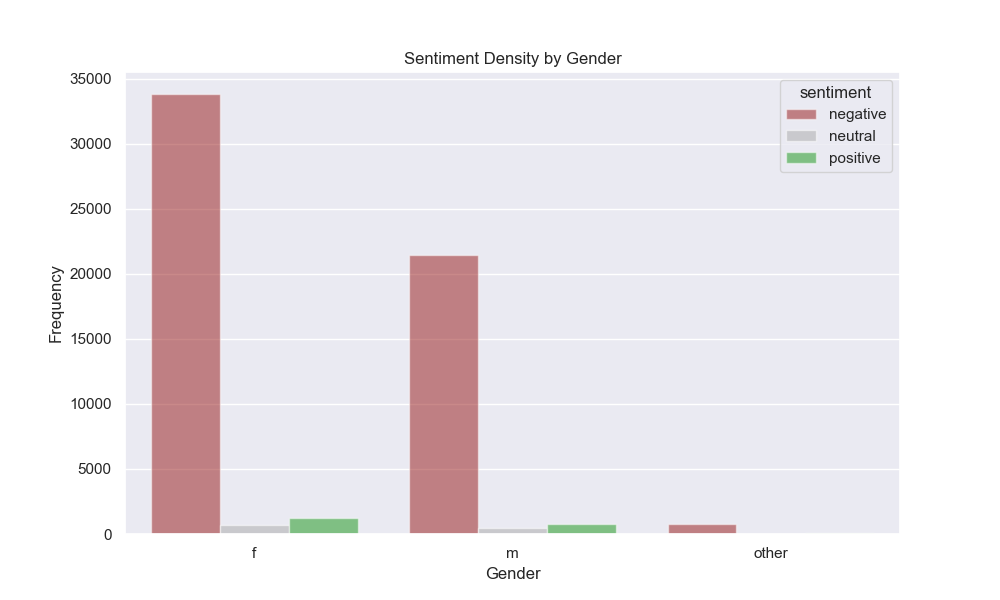 Sentiment Density by Gender
sentiment
negative
neutral
positive
35000
30000
25000
20000
15000
10000
5000
0
Frequency
f
m
other
Gender